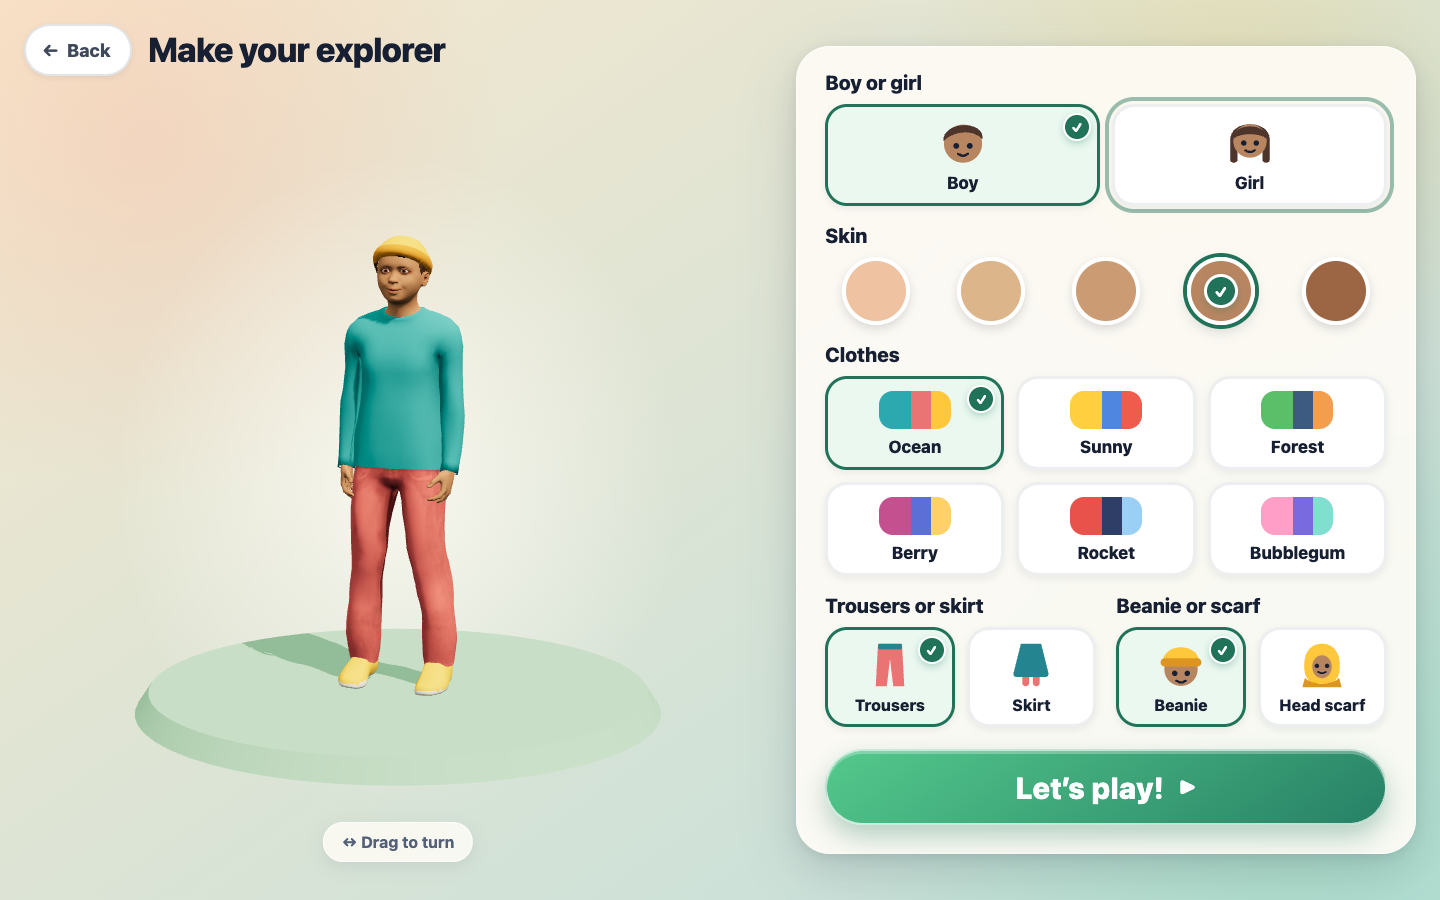 Back
Make your explorer
Boy or girl
Boy
Girl
Skin
Clothes
Ocean
Sunny
Forest
Berry
Rocket
Bubblegum
Trousers or skirt
Beanie or scarf
Trousers
Skirt
Beanie
Head scarf
Let's play!
Drag to turn